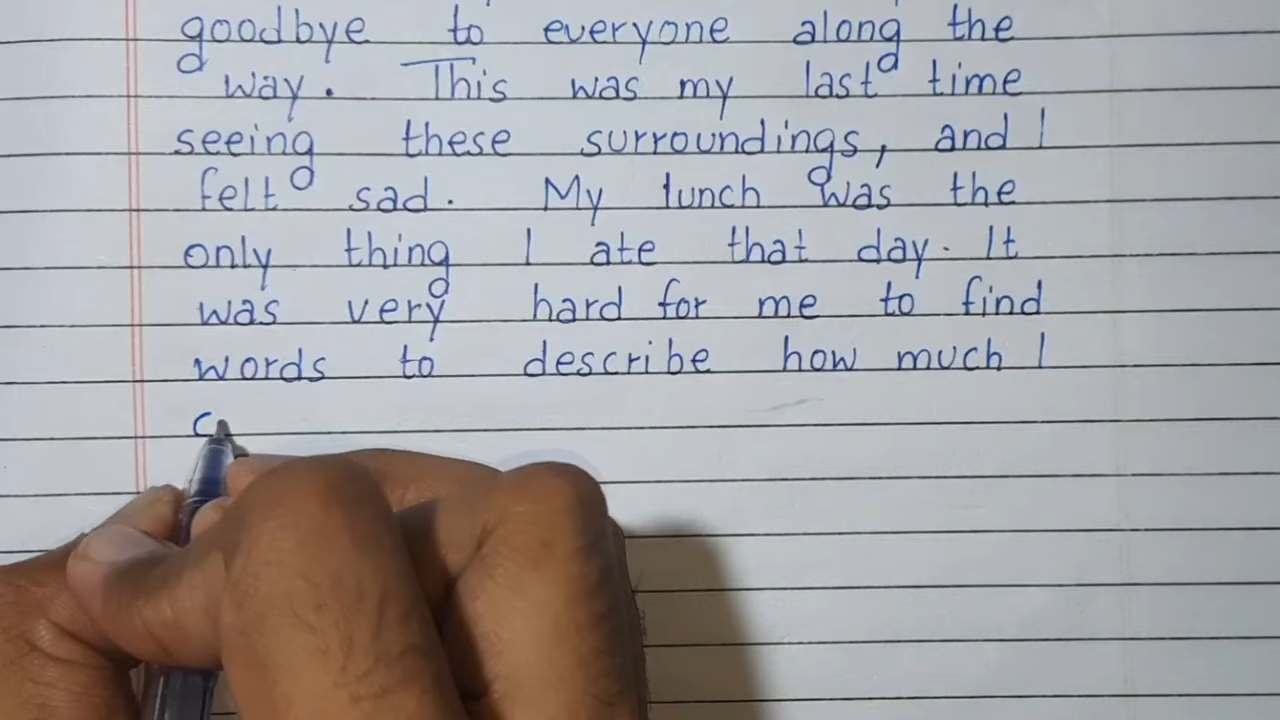 goodbye to everyone along the
way. This was my last time
seeing these surroundings, and I
felt sad. My lunch was the
only thing I ate that day. It
was very hard for me to find
words to describe how much I